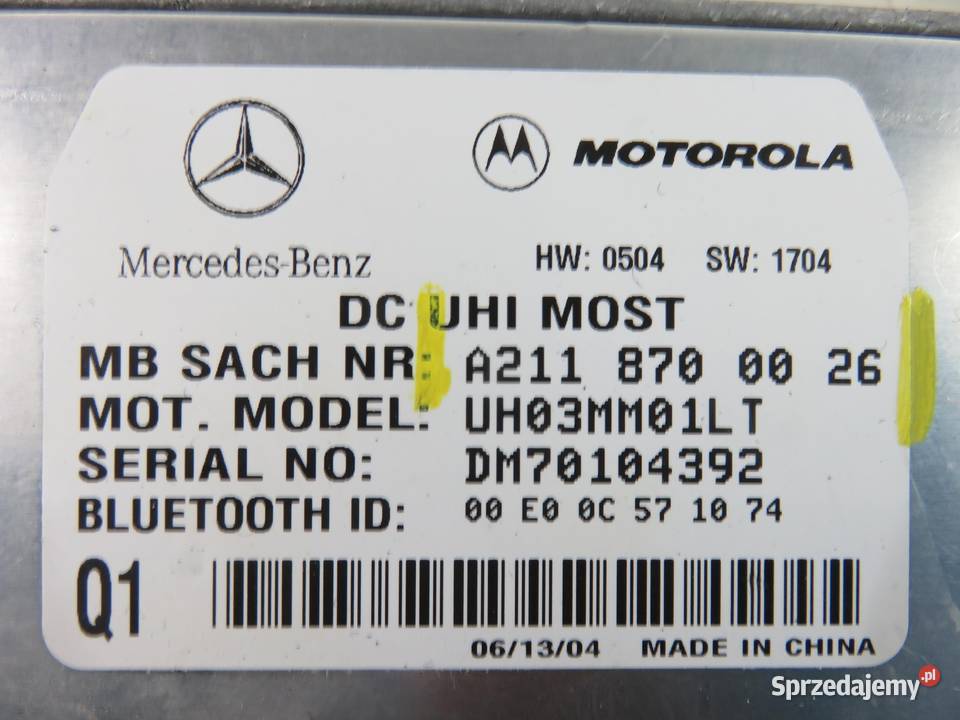 MOTOROLA
Mercedes-Benz
HW: 0504 SW: 1704
DC UHI MOST
MB SACH NR: A211 870 00 26
MOT. MODEL: UH03MM01LT
SERIAL NO: DM70104392
BLUETOOTH ID: 00 E0 0C 57 10 74
Q1
06/13/04 MADE IN CHINA
Sprzedajemy.pl